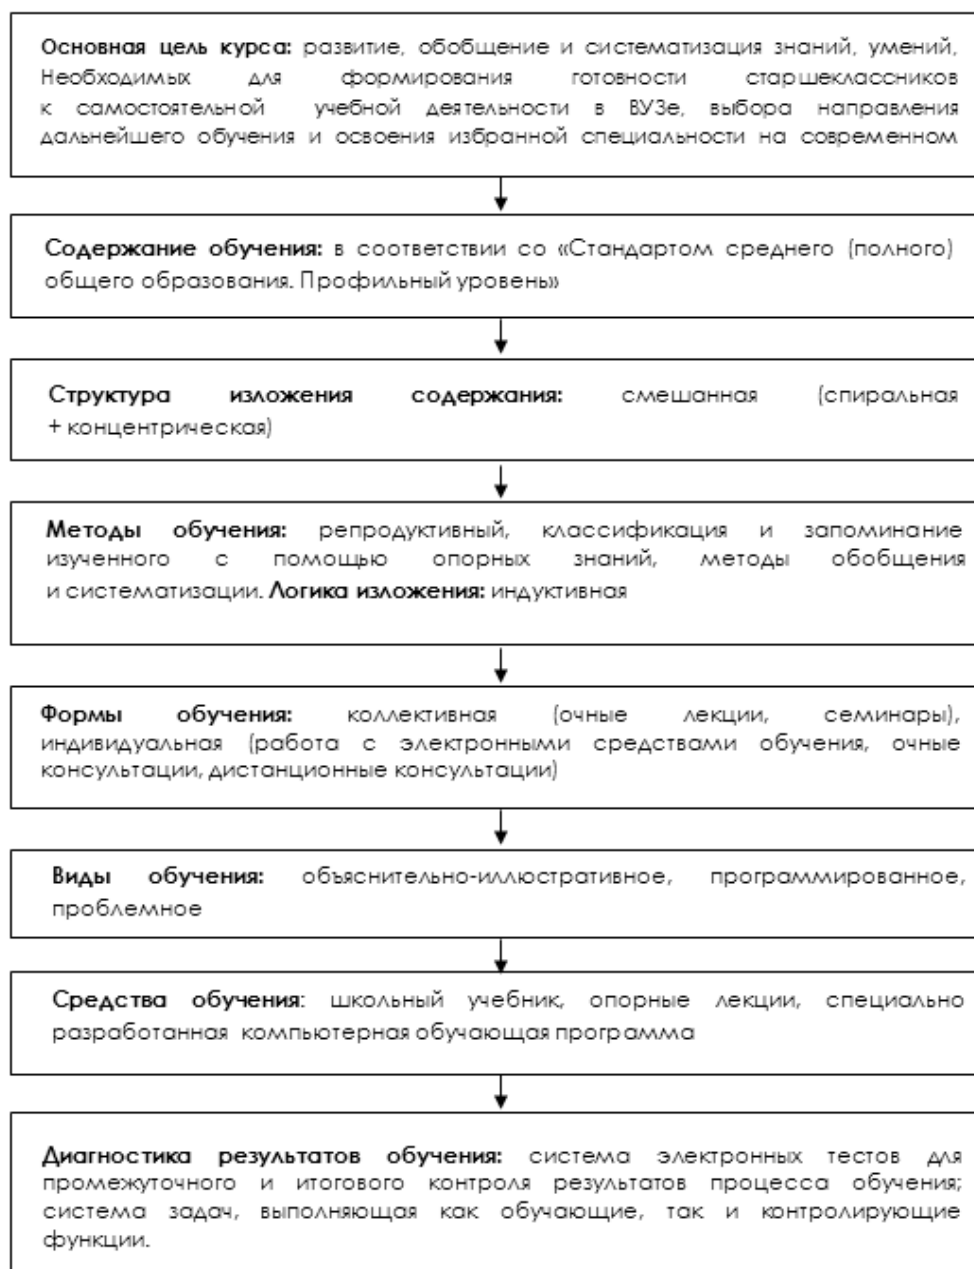 Основная цель курса: развитие, обобщение и систематизация знаний, умений,
Необходимых для формирования готовности старшеклассников
к самостоятельной учебной деятельности в ВУЗе, выбора направления
дальнейшего обучения и освоения избранной специальности на современном
Содержание обучения: в соответствии со «Стандартом среднего (полного)
общего образования. Профильный уровень»
Структура изложения содержания: смешанная (спиральная
+ концентрическая)
Методы обучения: репродуктивный, классификация и запоминание
изученного с помощью опорных знаний, методы обобщения
и систематизации. Логика изложения: индуктивная
Формы обучения: коллективная (очные лекции, семинары),
индивидуальная (работа с электронными средствами обучения, очные
консультации, дистанционные консультации)
Виды обучения: объяснительно-иллюстративное, программированное,
проблемное
Средства обучения: школьный учебник, опорные лекции, специально
разработанная компьютерная обучающая программа
Диагностика результатов обучения: система электронных тестов для
промежуточного и итогового контроля результатов процесса обучения;
система задач, выполняющая как обучающие, так и контролирующие
функции.